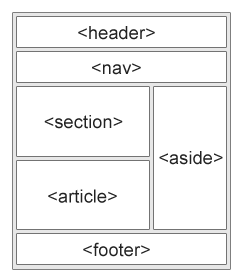 <header>
<nav>
<section>
<aside>
<article>
<footer>